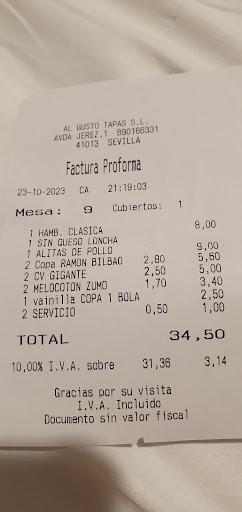 AL GUSTO TAPAS S.L.
AVDA JEREZ,1 B90166331
41013 SEVILLA
Factura Proforma
23-10-2023 CA 21:19:03
Mesa: 9 Cubiertos: 1
1 HAMB. CLASICA 8,00
1 SIN QUESO LONCHA
1 ALITAS DE POLLO 9,00
2 Copa RAMON BILBAO 2,80 5,60
2 CV GIGANTE 2,50 5,00
2 MELOCOTON ZUMO 1,70 3,40
1 vainilla COPA 1 BOLA 2,50
2 SERVICIO 0,50 1,00
TOTAL 34,50
10,00% I.V.A. sobre 31,36 3,14
Gracias por su visita
I.V.A. Incluido
Documento sin valor fiscal